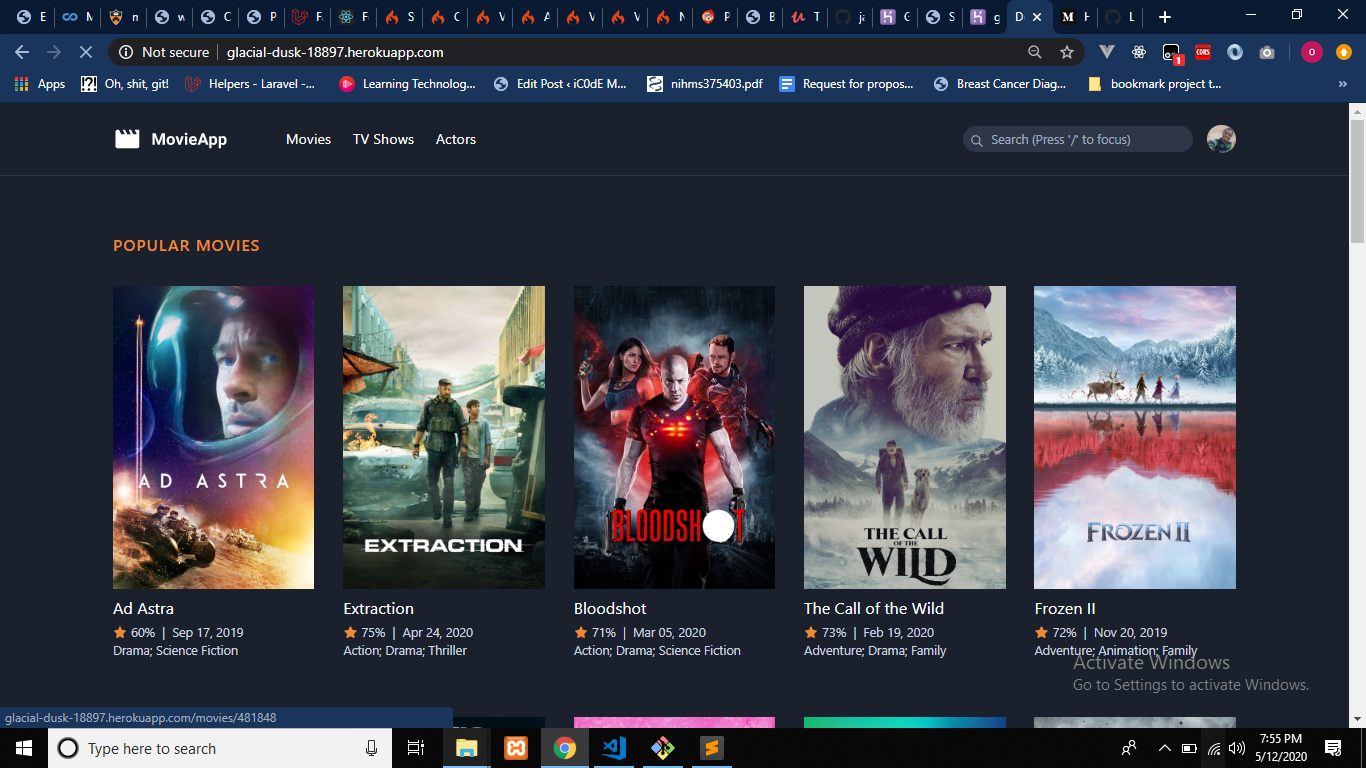 E
M
n
w
C
P
F
F
S
C
V
A
V
V
N
P
B
T
ja
G
S
g
D
H
L
Not secure
glacial-dusk-18897.herokuapp.com
1
CORS
O
Apps
Oh, shit, git!
Helpers - Laravel -...
Learning Technolog...
Edit Post ‹ iC0dE M...
nihms375403.pdf
Request for propos...
Breast Cancer Diag...
bookmark project t...
»
MovieApp
Movies
TV Shows
Actors
Search (Press '/' to focus)
POPULAR MOVIES
AD ASTRA
EXTRACTION
BLOODSHOT
THE CALL
OF THE
WILD
FROZEN II
Ad Astra
60% | Sep 17, 2019
Drama; Science Fiction
Extraction
75% | Apr 24, 2020
Action; Drama; Thriller
Bloodshot
71% | Mar 05, 2020
Action; Drama; Science Fiction
The Call of the Wild
73% | Feb 19, 2020
Adventure; Drama; Family
Frozen II
72% | Nov 20, 2019
Adventure; Animation; Family
Activate Windows
Go to Settings to activate Windows.
glacial-dusk-18897.herokuapp.com/movies/481848
Type here to search
7:55 PM
5/12/2020